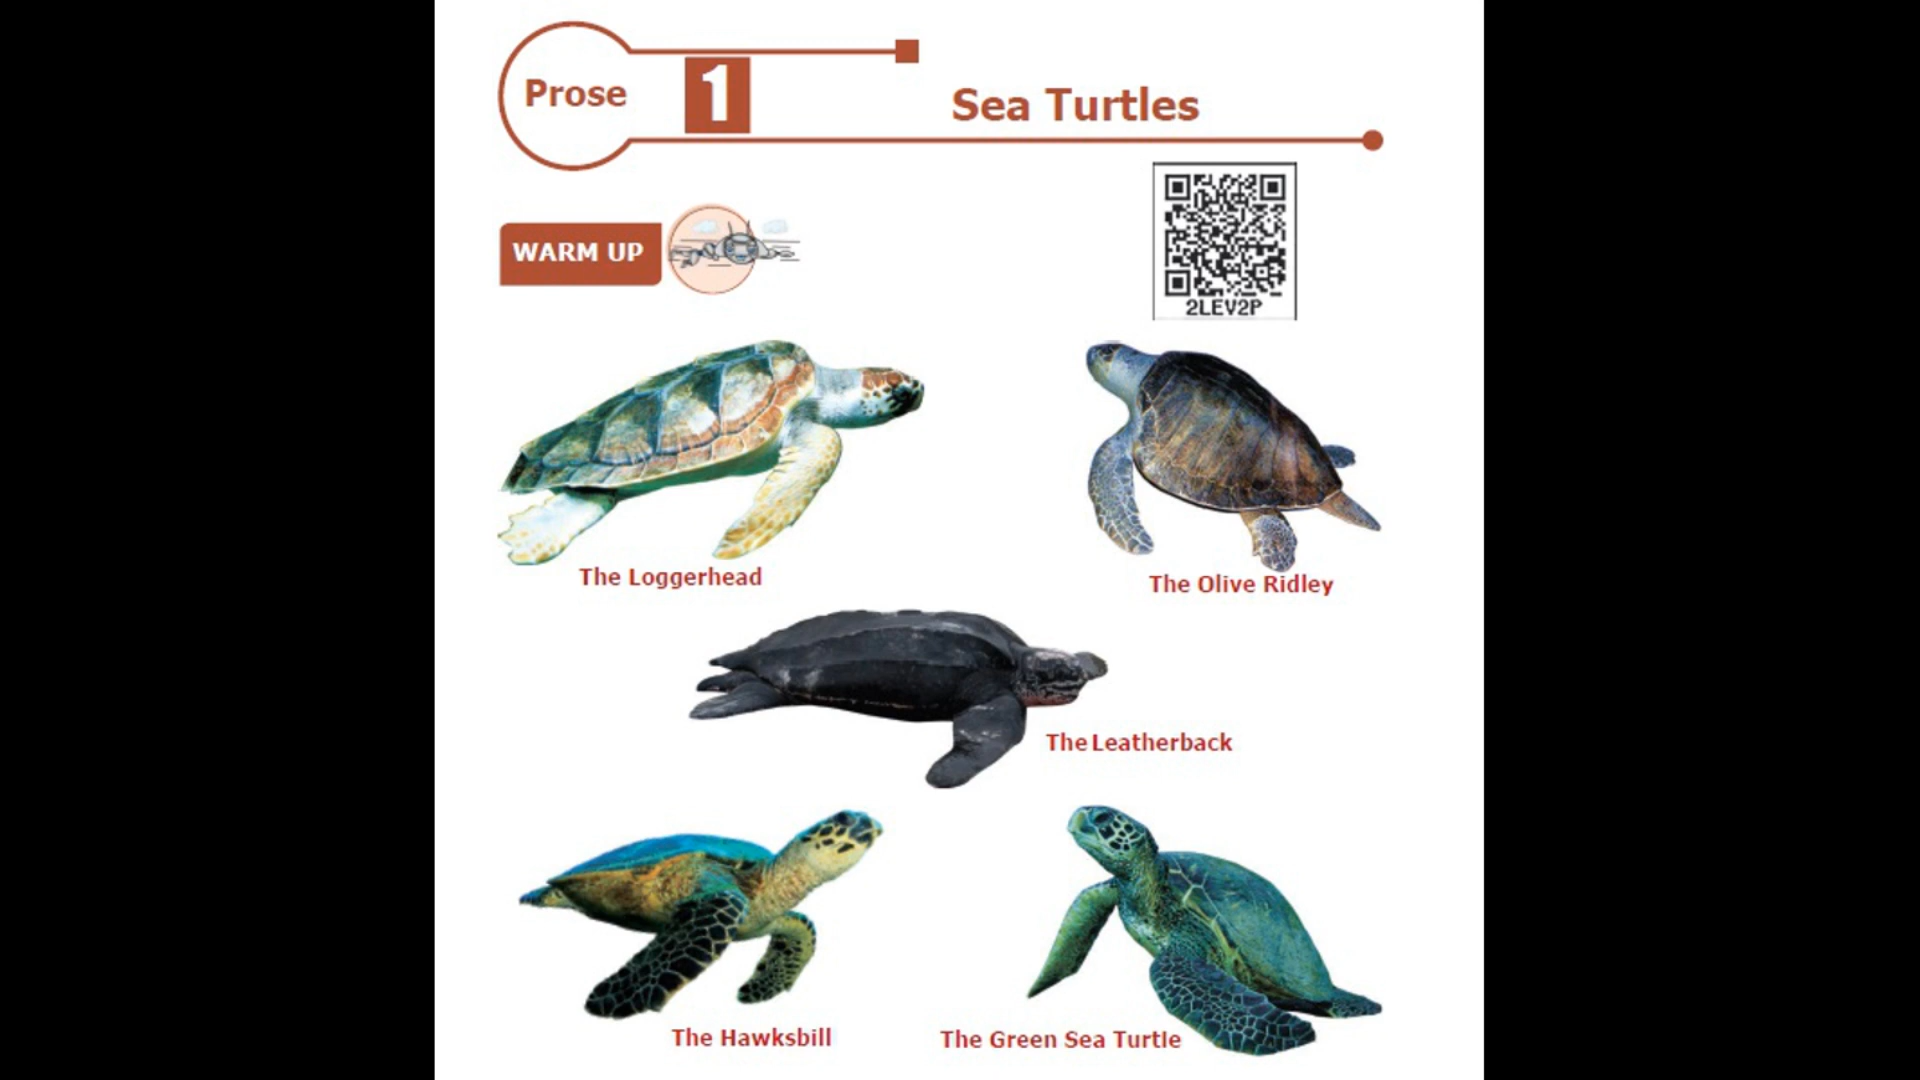 Prose 1
Sea Turtles
WARM UP
2LEV2P
The Loggerhead
The Olive Ridley
The Leatherback
The Hawksbill
The Green Sea Turtle